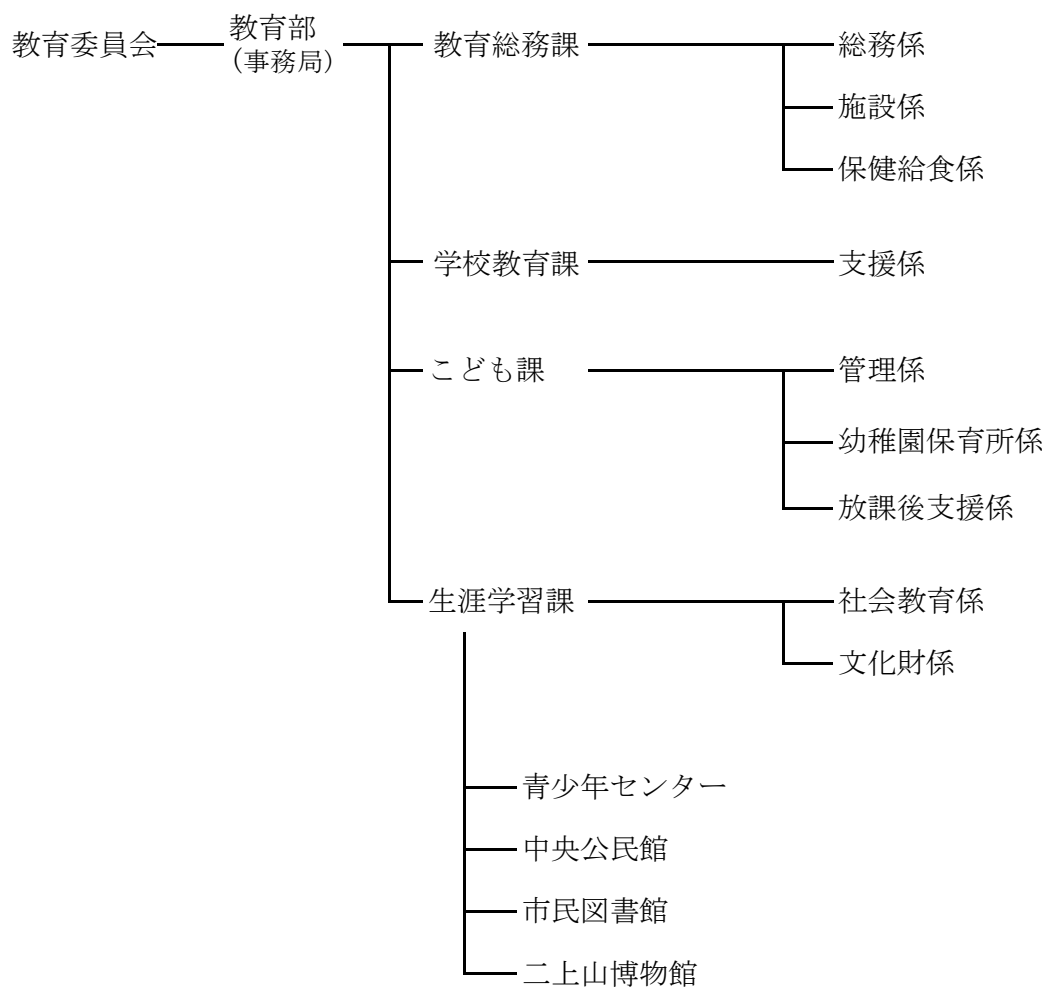 教育委員会
教育部
(事務局)
教育総務課
総務係
施設係
保健給食係
学校教育課
支援係
こども課
管理係
幼稚園保育所係
放課後支援係
生涯学習課
社会教育係
文化財係
青少年センター
中央公民館
市民図書館
二上山博物館